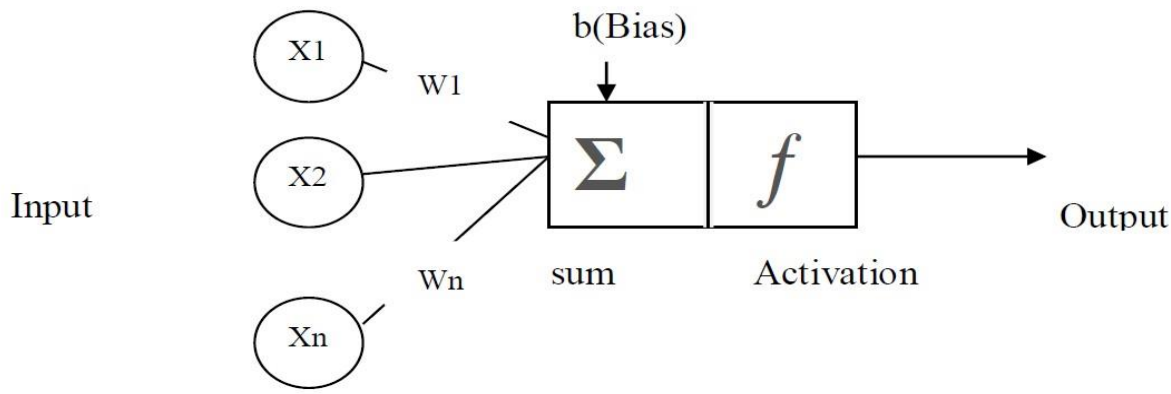 b(Bias)
X1
W1
X2
Σ
f
Input
Output
Wn
sum
Activation
Xn